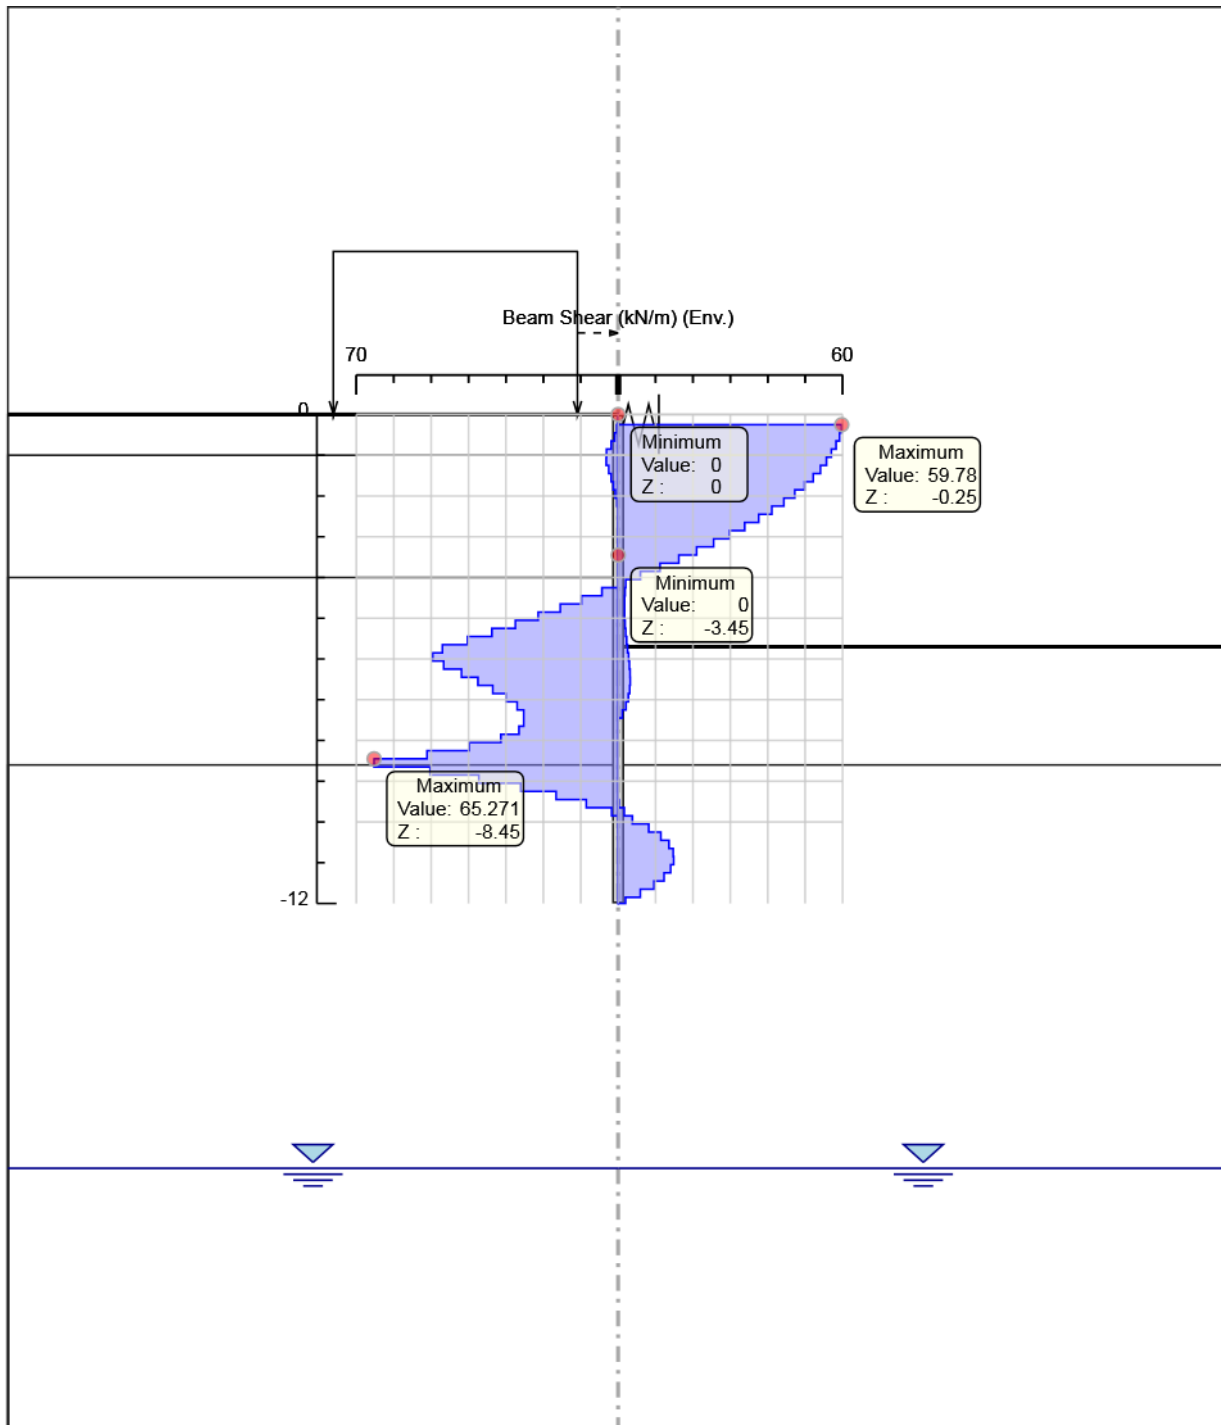 Beam Shear (kN/m) (Env.)
70
60
0
Minimum
Value: 0
Z : 0
Maximum
Value: 59.78
Z : -0.25
Minimum
Value: 0
Z : -3.45
Maximum
Value: 65.271
Z : -8.45
-12